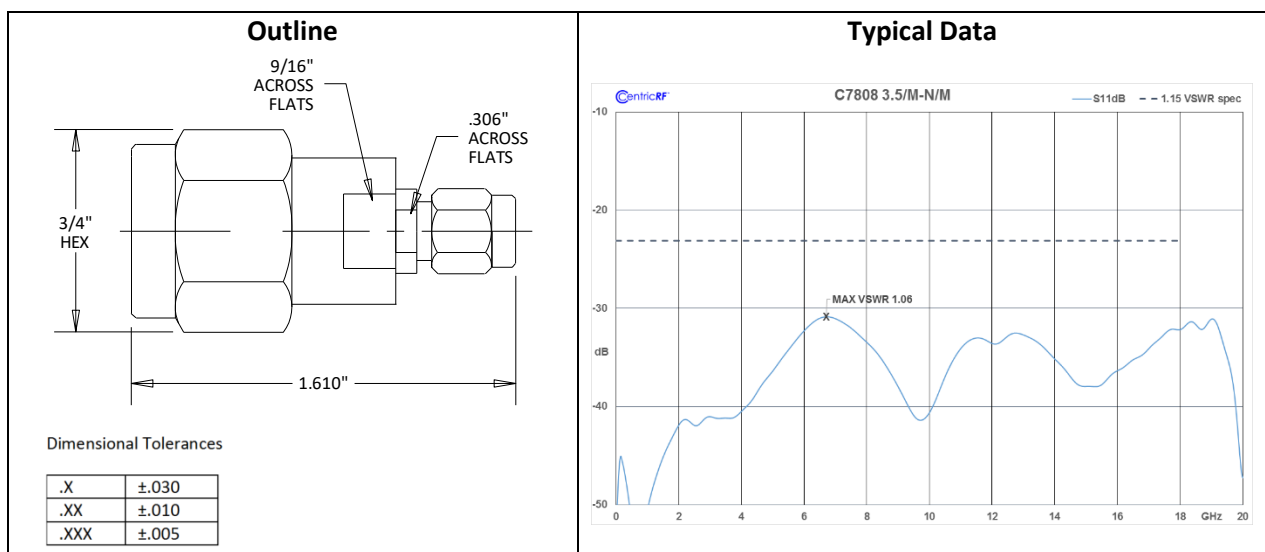 Outline
9/16"
ACROSS
FLATS
.306"
ACROSS
FLATS
3/4"
HEX
1.610"
Dimensional Tolerances
.X ±.030
.XX ±.010
.XXX ±.005
Typical Data
CentricRF™
C7808 3.5/M-N/M
S11dB
1.15 VSWR spec
-10
-20
MAX VSWR 1.06
X
-30
dB
-40
-50
0 2 4 6 8 10 12 14 16 18 GHz 20